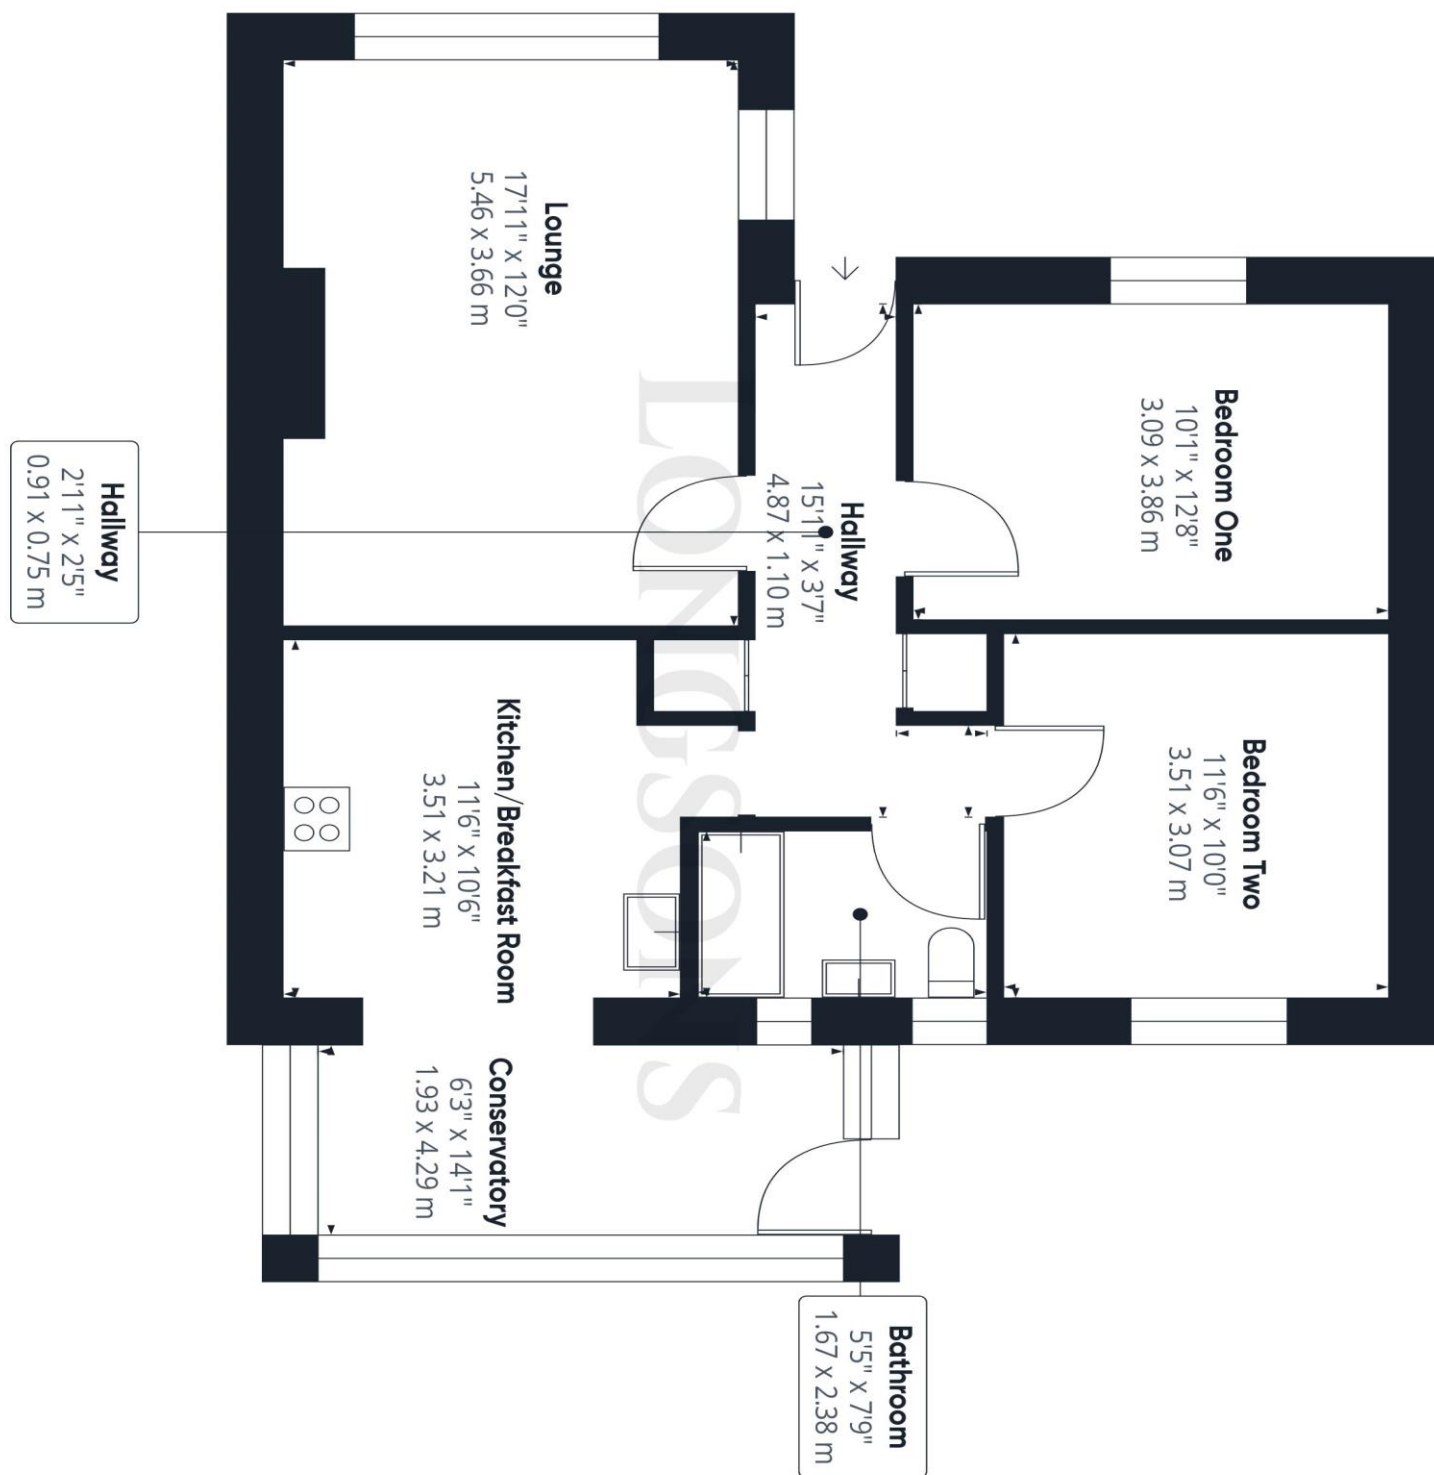 Bedroom One
10'1" x 12'8"
3.09 x 3.86 m
Bedroom Two
11'6" x 10'0"
3.51 x 3.07 m
Hallway
15'11" x 3'7"
4.87 x 1.10 m
Lounge
17'11" x 12'0"
5.46 x 3.66 m
Kitchen/Breakfast Room
11'6" x 10'6"
3.51 x 3.21 m
Conservatory
6'3" x 14'1"
1.93 x 4.29 m
Bathroom
5'5" x 7'9"
1.67 x 2.38 m
Hallway
2'11" x 2'5"
0.91 x 0.75 m
LONGSONS